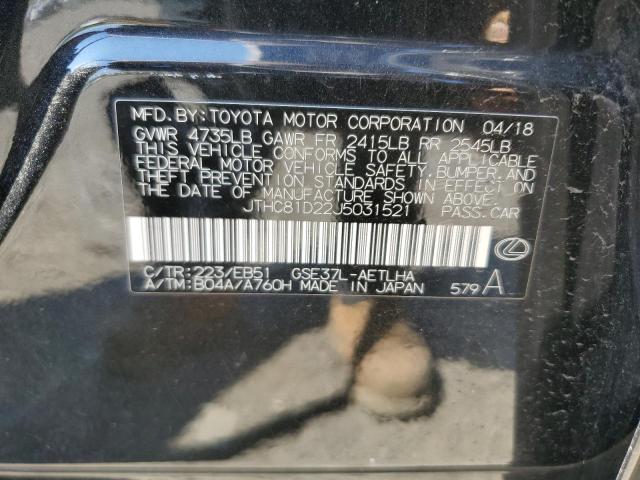 MFD. BY: TOYOTA MOTOR CORPORATION 04/18
GVWR 4735LB GAWR FR 2415LB RR 2545LB
THIS VEHICLE CONFORMS TO ALL APPLICABLE
FEDERAL MOTOR VEHICLE SAFETY, BUMPER, AND
THEFT PREVENTION STANDARDS IN EFFECT ON
THE DATE OF MANUFACTURE SHOWN ABOVE.
JTHC81D22J5031521 PASS.CAR
C/TR:223/EB51 GSE37L-AETLHA
A/TM:B04A/A760H MADE IN JAPAN 579 A